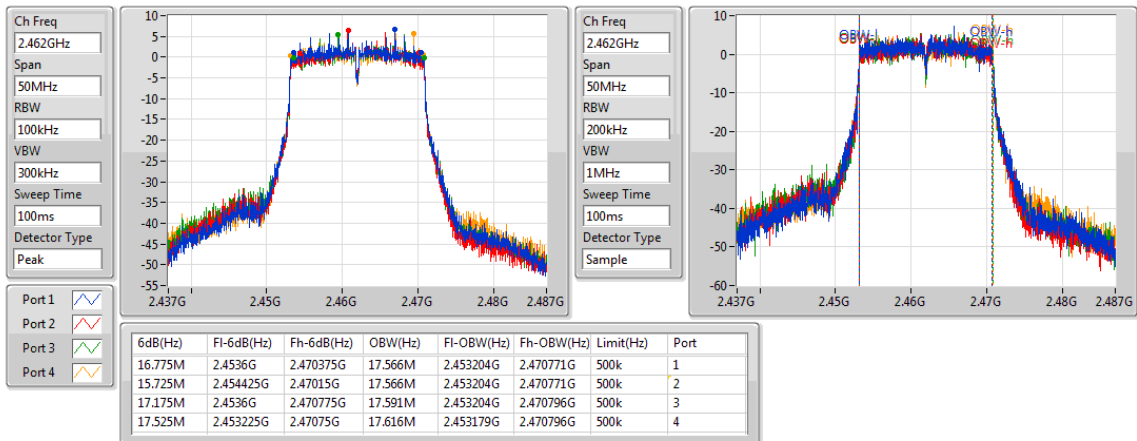 Ch Freq
2.462GHz
Span
50MHz
RBW
100kHz
VBW
300kHz
Sweep Time
100ms
Detector Type
Peak
10
5
0
-5
-10
-15
-20
-25
-30
-35
-40
-45
-50
-55
2.437G 2.45G 2.46G 2.47G 2.487G
Ch Freq
2.462GHz
Span
50MHz
RBW
200kHz
VBW
1MHz
Sweep Time
100ms
Detector Type
Sample
10
0
-10
-20
-30
-40
-50
-60
OBW-l
OBW-h
OBW-h
2.437G 2.45G 2.46G 2.47G 2.48G 2.487G
Port 1
Port 2
Port 3
Port 4
6dB(Hz) Fl-6dB(Hz) Fh-6dB(Hz) OBW(Hz) Fl-OBW(Hz) Fh-OBW(Hz) Limit(Hz) Port
16.775M 2.4536G 2.470375G 17.566M 2.453204G 2.470771G 500k 1
15.725M 2.454425G 2.47015G 17.566M 2.453204G 2.470771G 500k 2
17.175M 2.4536G 2.470775G 17.591M 2.453204G 2.470796G 500k 3
17.525M 2.453225G 2.47075G 17.616M 2.453179G 2.470796G 500k 4